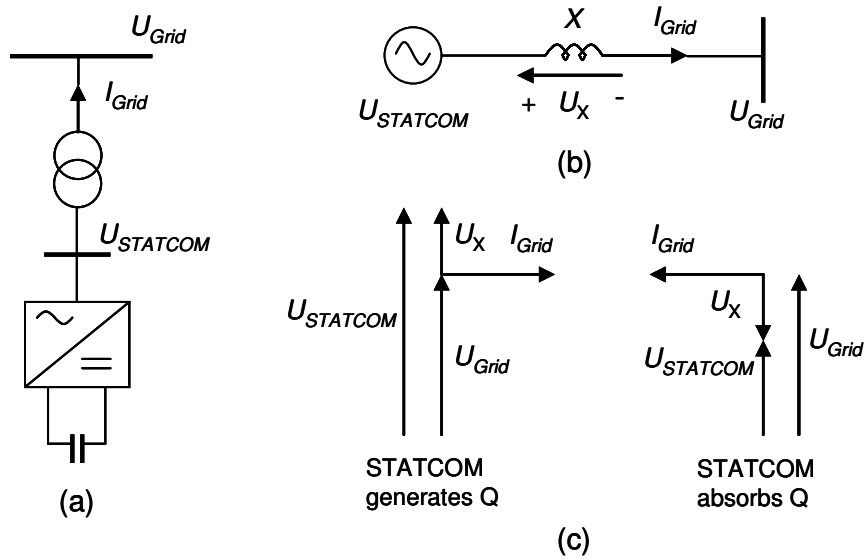 U_Grid
I_Grid
U_STATCOM
(a)
X
I_Grid
+ U_X -
U_STATCOM
U_Grid
(b)
U_X
I_Grid
U_STATCOM
U_Grid
STATCOM
generates Q
I_Grid
U_X
U_STATCOM
U_Grid
STATCOM
absorbs Q
(c)